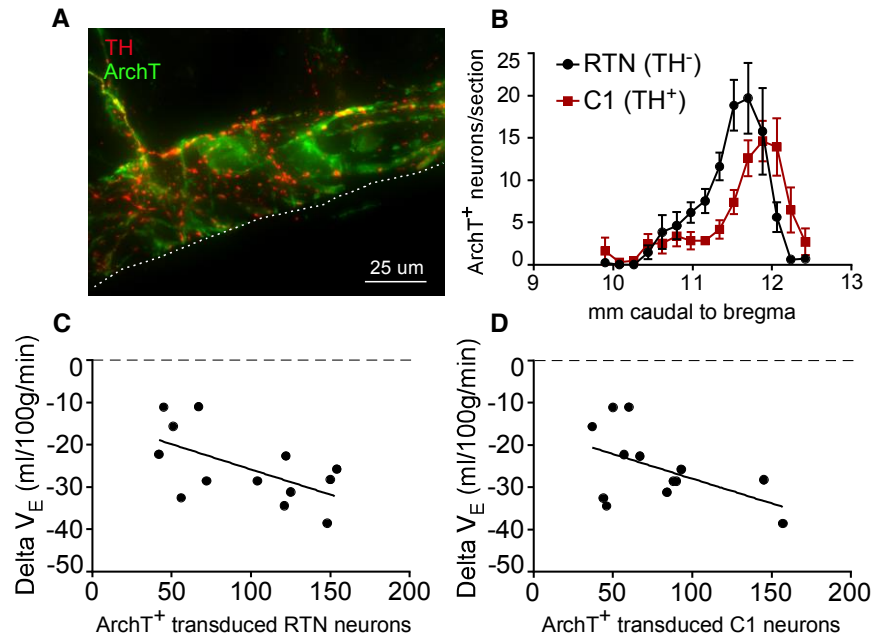 A
TH
ArchT
25 um
B
ArchT+ neurons/section
25
20
15
10
5
0
RTN (TH-)
C1 (TH+)
9 10 11 12 13
mm caudal to bregma
C
Delta VE (ml/100g/min)
0
-10
-20
-30
-40
-50
0 50 100 150 200
ArchT+ transduced RTN neurons
D
Delta VE (ml/100g/min)
0
-10
-20
-30
-40
-50
0 50 100 150 200
ArchT+ transduced C1 neurons